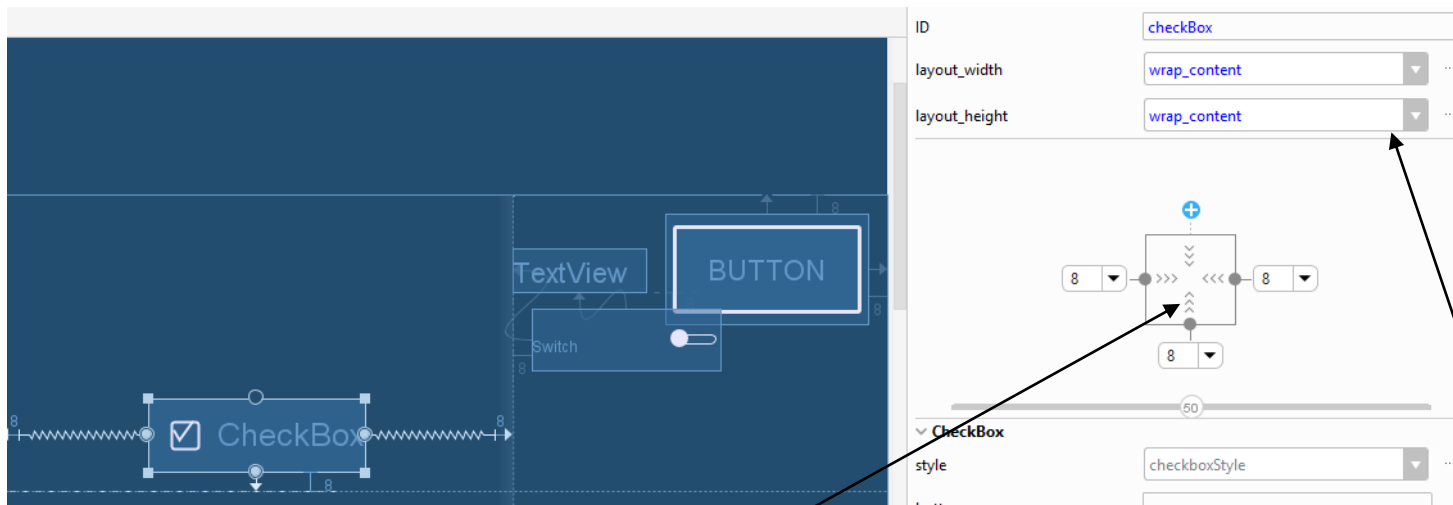 ID
checkBox
layout_width
wrap_content
layout_height
wrap_content
8
TextView
BUTTON
8
8
8
Switch
8
8
50
8
CheckBox
8
8
CheckBox
style
checkboxStyle